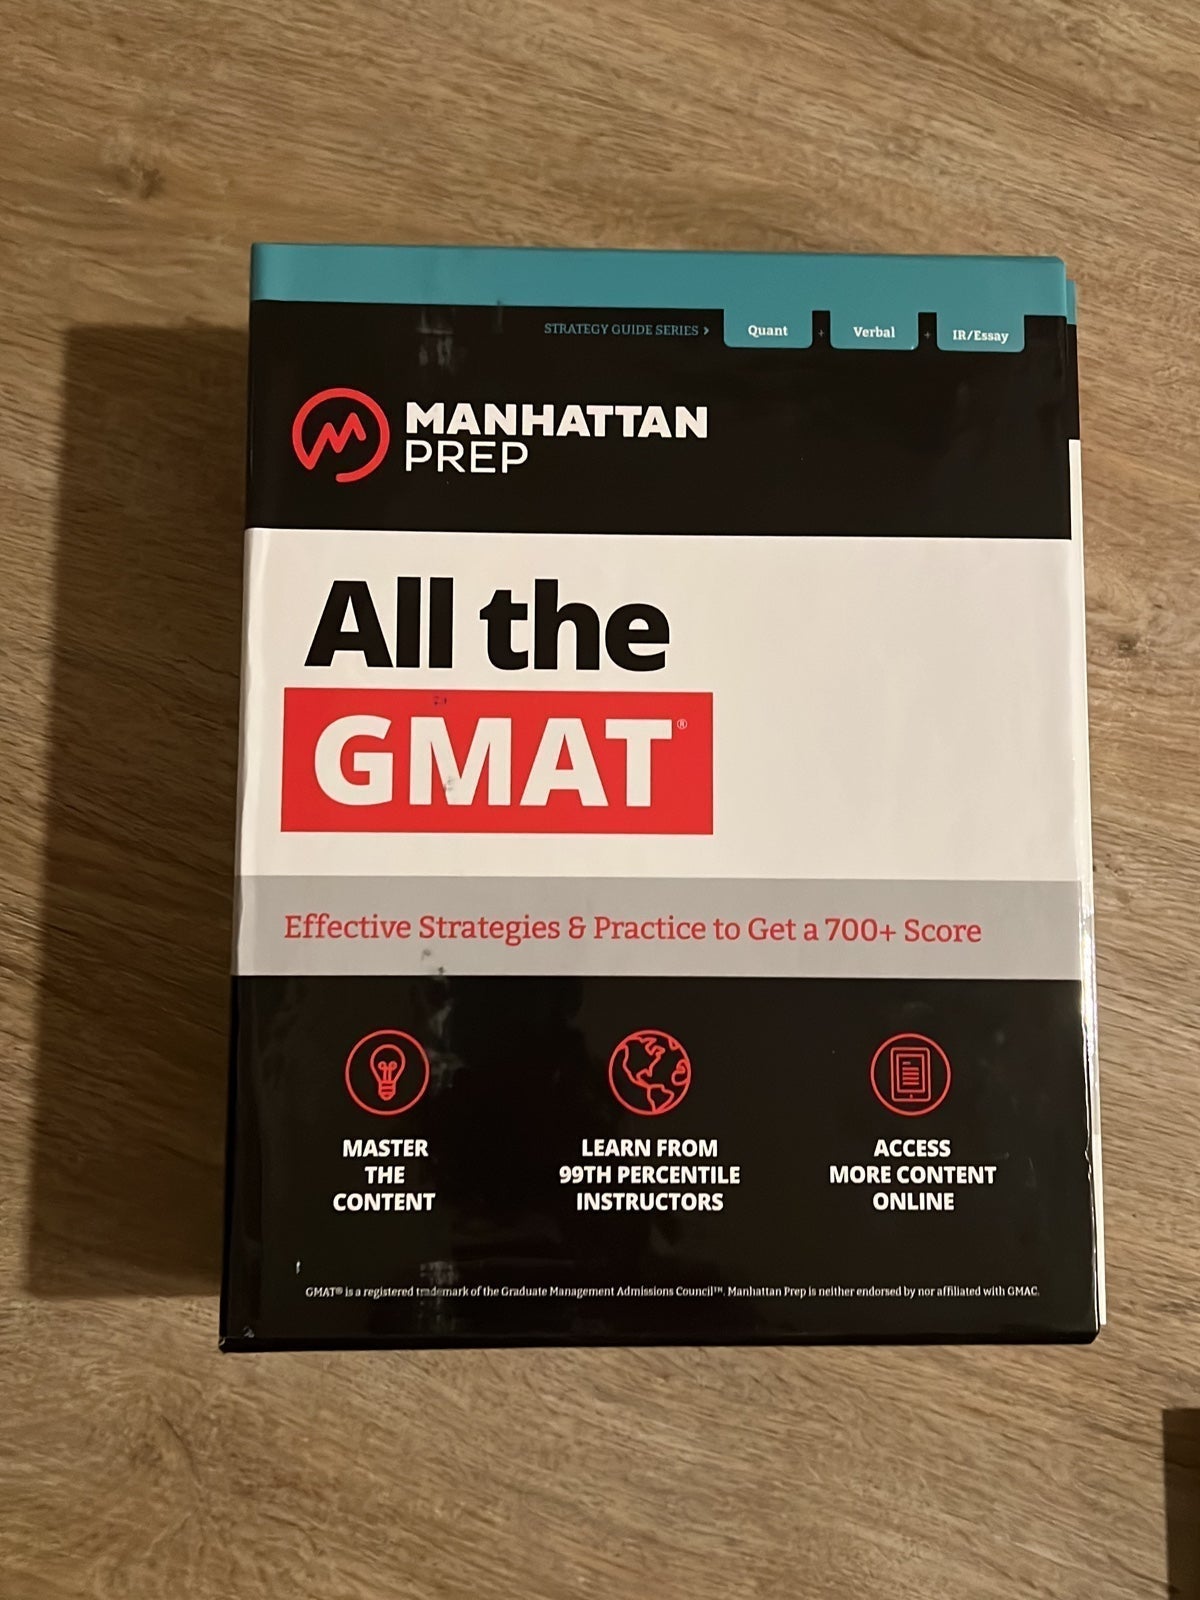 STRATEGY GUIDE SERIES › Quant + Verbal + IR/Essay
MANHATTAN
PREP
All the
GMAT®
Effective Strategies & Practice to Get a 700+ Score
MASTER
THE
CONTENT
LEARN FROM
99TH PERCENTILE
INSTRUCTORS
ACCESS
MORE CONTENT
ONLINE
GMAT® is a registered trademark of the Graduate Management Admissions Council™. Manhattan Prep is neither endorsed by nor affiliated with GMAC.